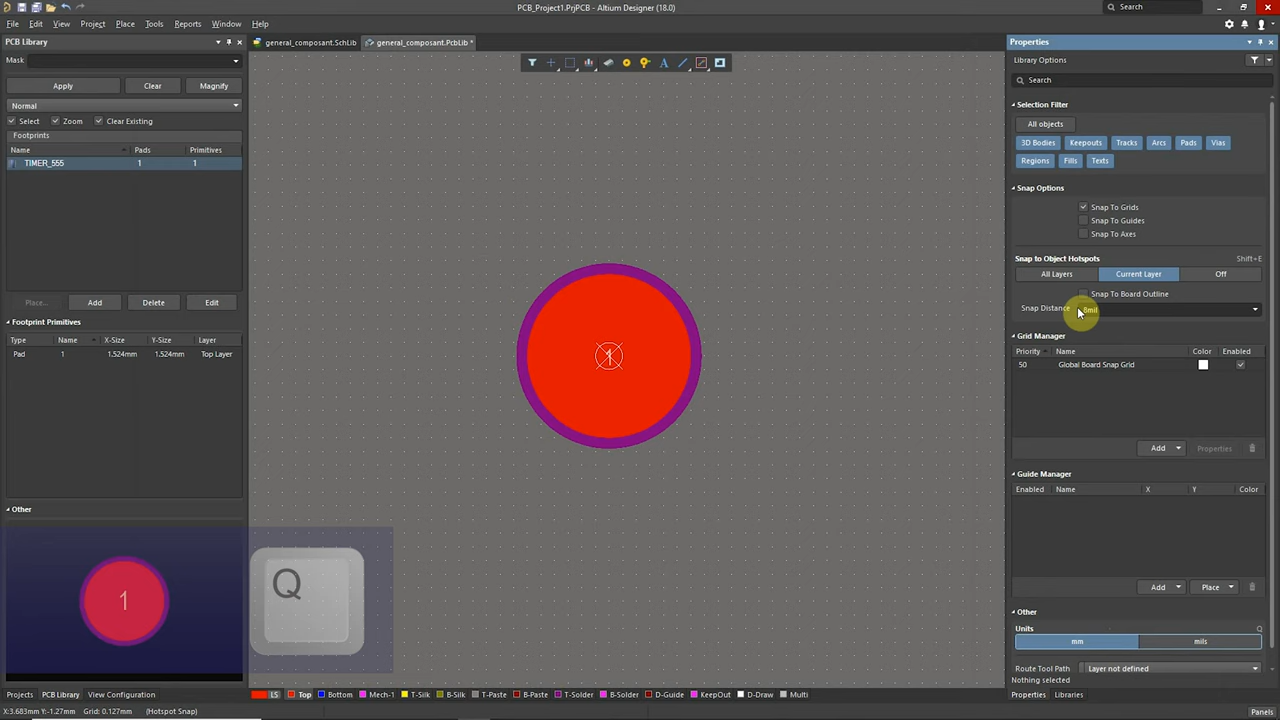 PCB_Project1.PrjPCB - Altium Designer (18.0)
Search
File Edit View Project Place Tools Reports Window Help
PCB Library
general_composant.SchLib
general_composant.PcbLib *
Properties
Mask
Library Options
Search
Apply Clear Magnify
Normal
Select Zoom Clear Existing
Footprints
Name Pads Primitives
TIMER_555 1 1
Selection Filter
All objects
3D Bodies Keepouts Tracks Arcs Pads Vias
Regions Fills Texts
Snap Options
Snap To Grids
Snap To Guides
Snap To Axes
Snap to Object Hotspots Shift+E
All Layers Current Layer Off
Snap To Board Outline
Snap Distance 8mil
Place... Add Delete Edit
Footprint Primitives
Type Name X-Size Y-Size Layer
Pad 1 1,524mm 1,524mm Top Layer
1
Grid Manager
Priority Name Color Enabled
50 Global Board Snap Grid
Add Properties
Guide Manager
Enabled Name X Y Color
Add Place
Other
1
Q
Other
Units
mm mils
Route Tool Path Layer not defined
Nothing selected
Projects PCB Library View Configuration
LS Top Bottom Mech-1 T-Silk B-Silk T-Paste B-Paste T-Solder B-Solder D-Guide KeepOut D-Draw Multi
Properties Libraries
X:3.683mm Y:-1.27mm Grid: 0.127mm (Hotspot Snap)
Panels